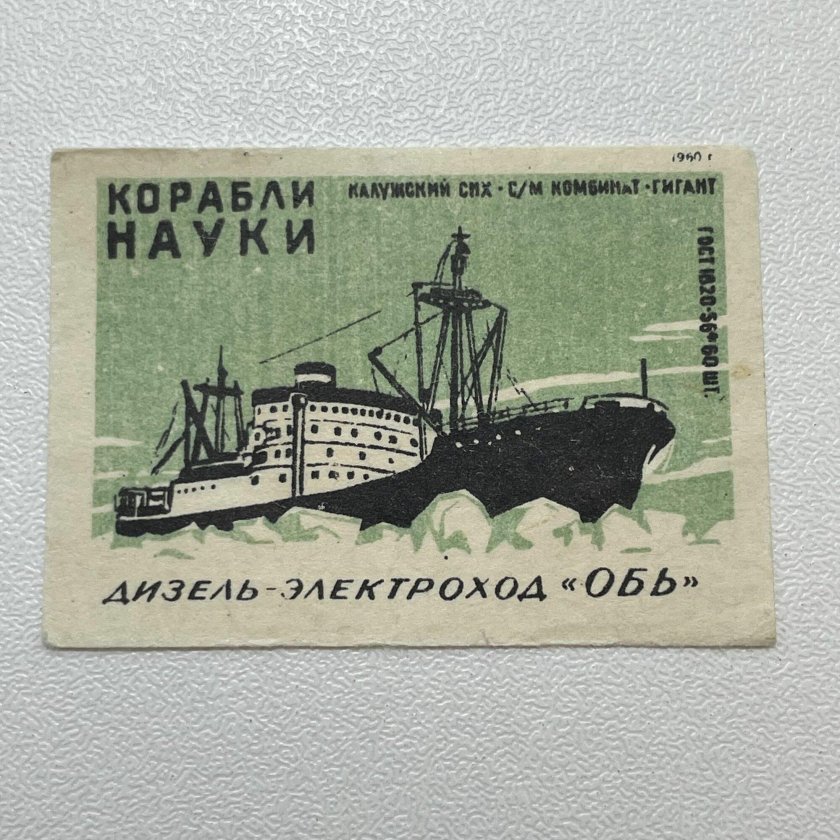 1960 г
КОРАБЛИ
НАУКИ
КАЛУЖСКИЙ СНХ · С/М КОМБИНАТ · ГИГАНТ
ГОСТ 1820-56* 60 ШТ.
ДИЗЕЛЬ-ЭЛЕКТРОХОД «ОБЬ»